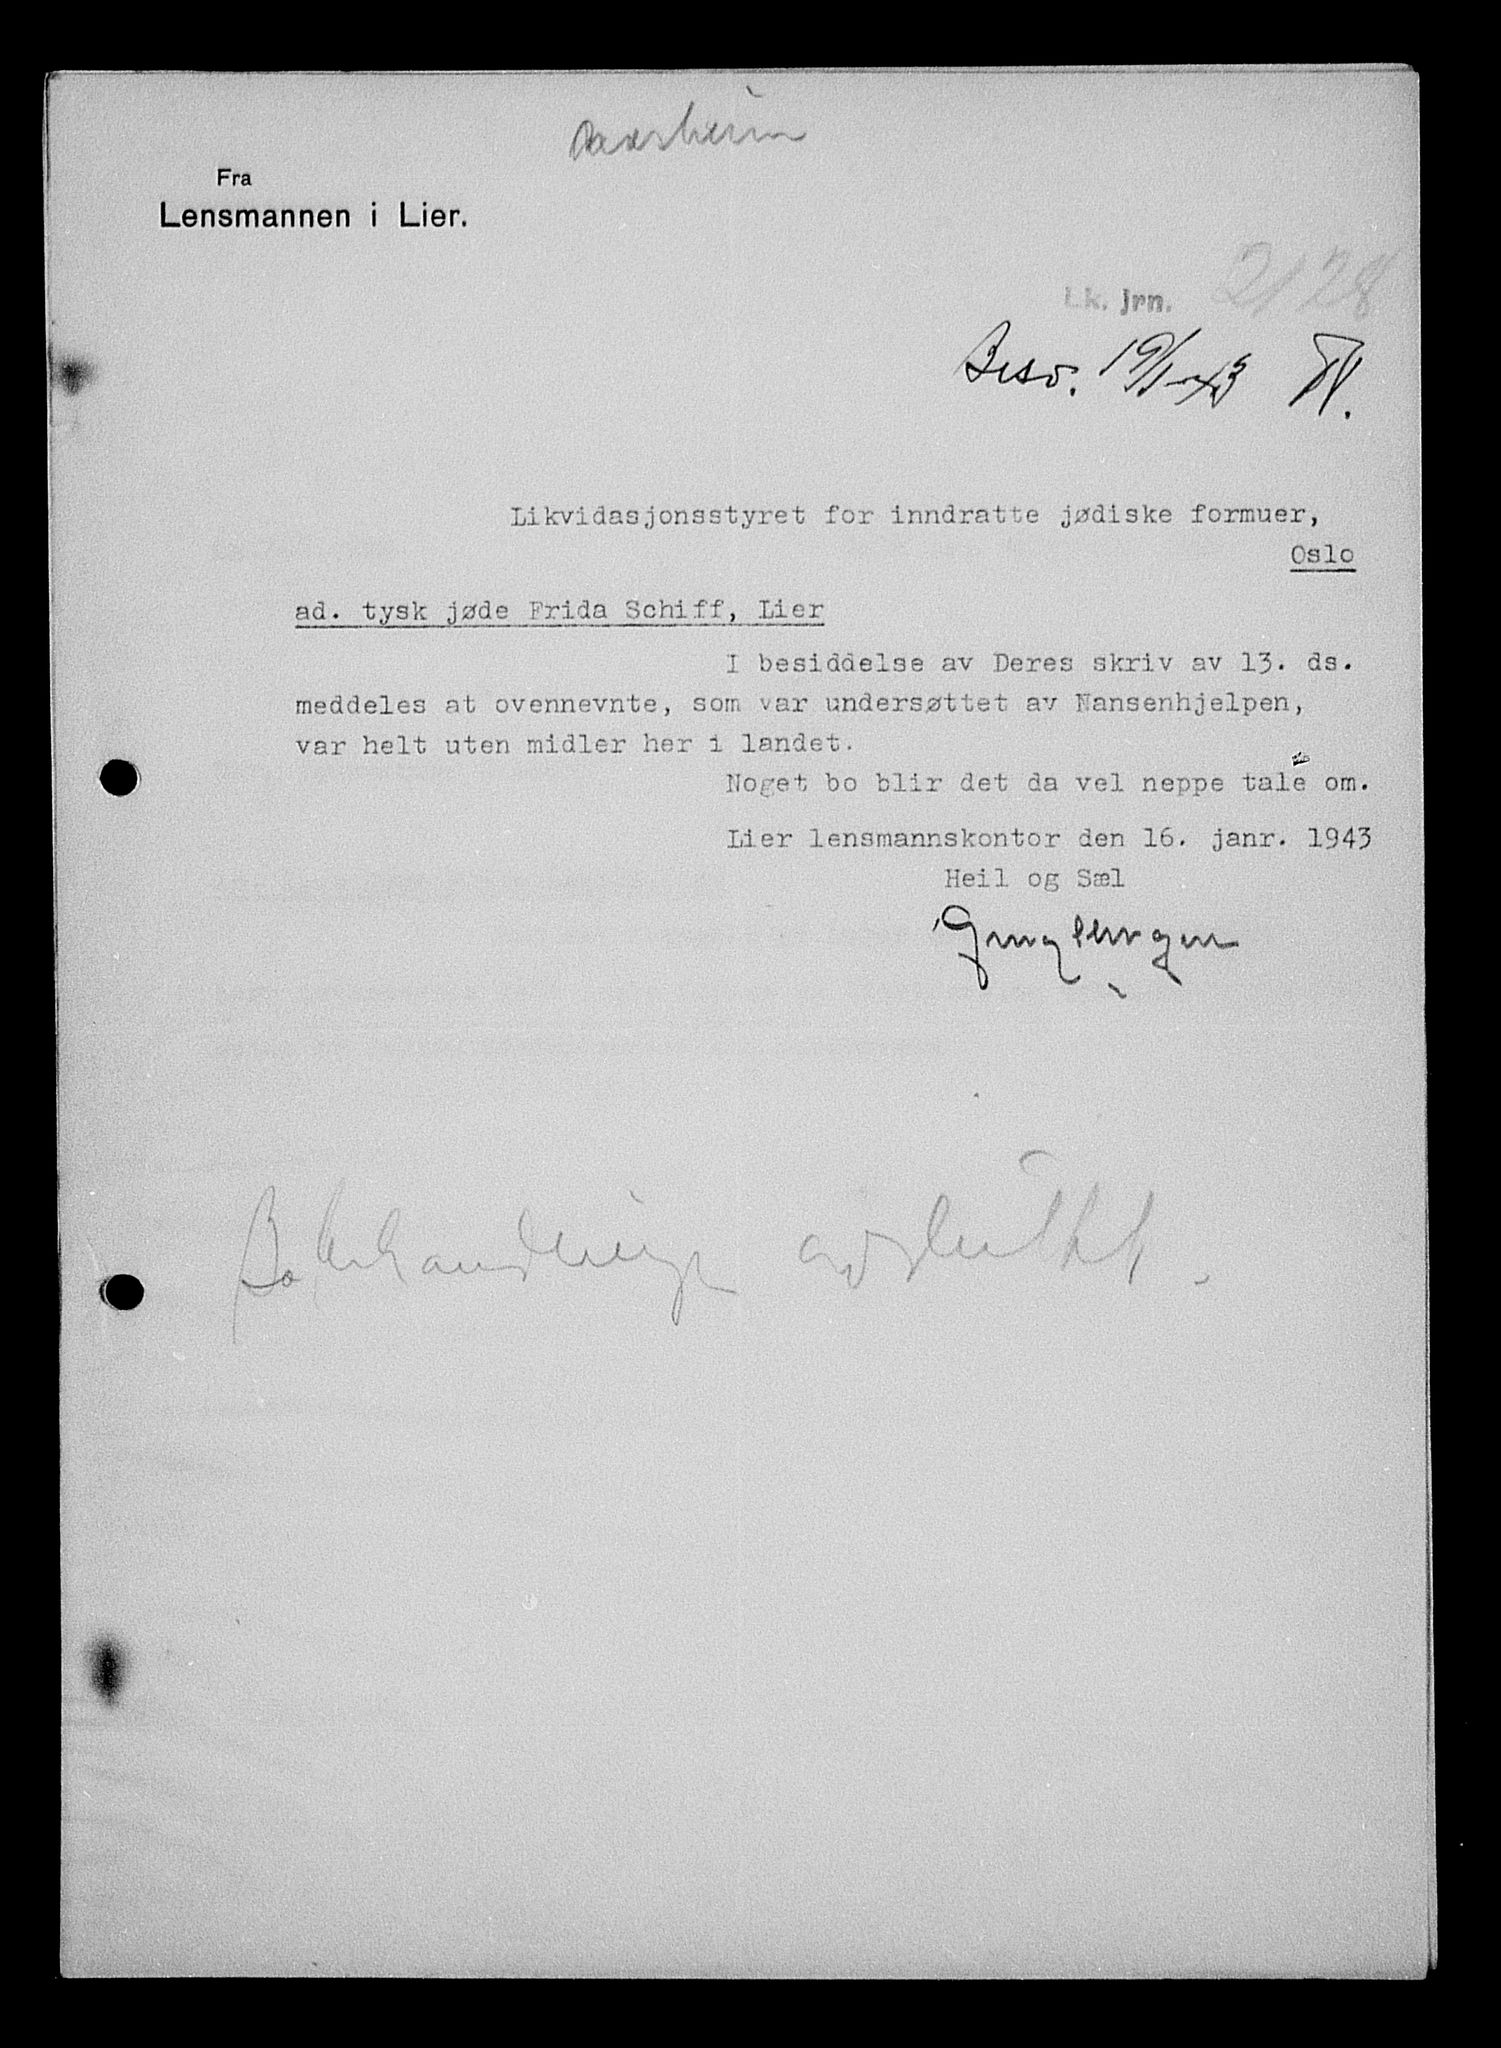 Fra
Lensmannen i Lier.
Lk. Jrn. 2128
Besv. 19/1-43
Likvidasjonsstyret for inndratte jødiske formuer,
Oslo
ad. tysk jøde Frida Schiff, Lier
I besiddelse av Deres skriv av 13. ds.
meddeles at ovennevnte, som var undersøttet av Nansenhjelpen,
var helt uten midler her i landet.
Noget bo blir det da vel neppe tale om.
Lier lensmannskontor den 16. janr. 1943
Heil og Sæl
Bobehandlingen avsluttet.